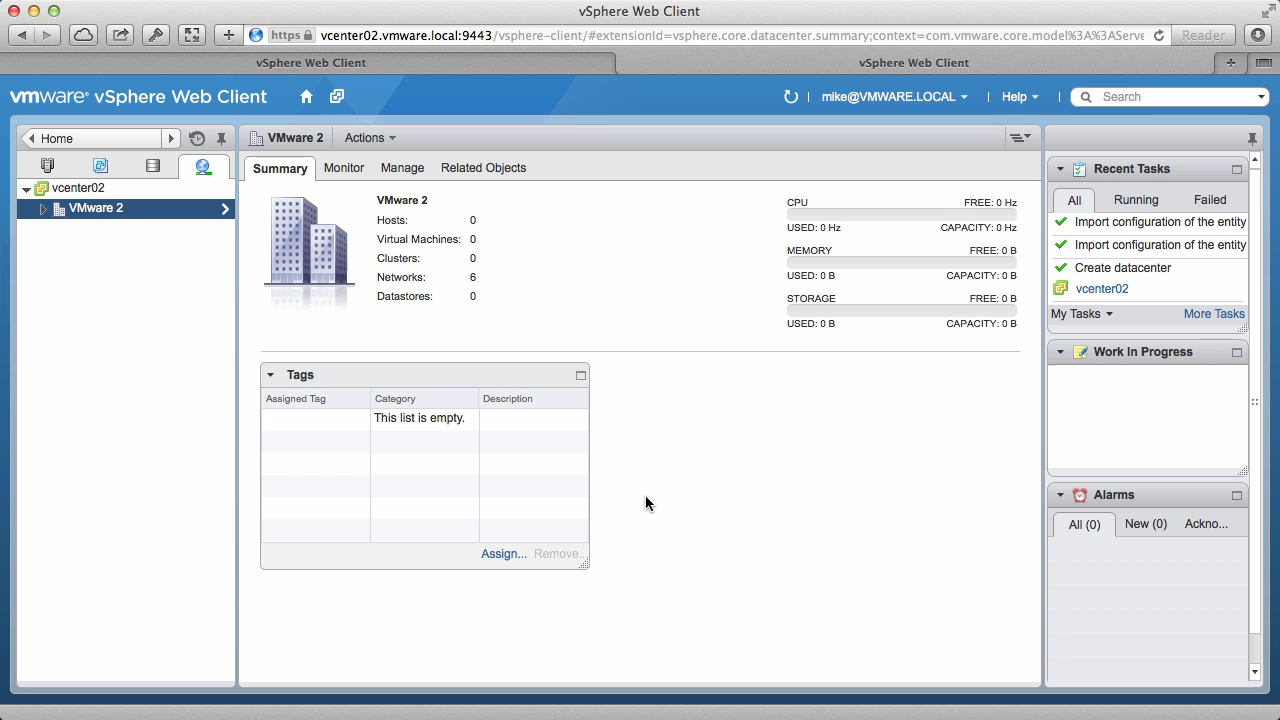 vSphere Web Client
https vcenter02.vmware.local:9443/vsphere-client/#extensionId=vsphere.core.datacenter.summary;context=com.vmware.core.model%3A%3AServe
Reader
vSphere Web Client
vSphere Web Client
vmware® vSphere Web Client
mike@VMWARE.LOCAL
Help
Search
Home
VMware 2
Actions
Summary
Monitor
Manage
Related Objects
vcenter02
VMware 2
VMware 2
Hosts: 0
Virtual Machines: 0
Clusters: 0
Networks: 6
Datastores: 0
CPU FREE: 0 Hz
USED: 0 Hz CAPACITY: 0 Hz
MEMORY FREE: 0 B
USED: 0 B CAPACITY: 0 B
STORAGE FREE: 0 B
USED: 0 B CAPACITY: 0 B
Tags
Assigned Tag Category Description
This list is empty.
Assign... Remove...
Recent Tasks
All Running Failed
Import configuration of the entity
Import configuration of the entity
Create datacenter
vcenter02
My Tasks More Tasks
Work In Progress
Alarms
All (0) New (0) Ackno...